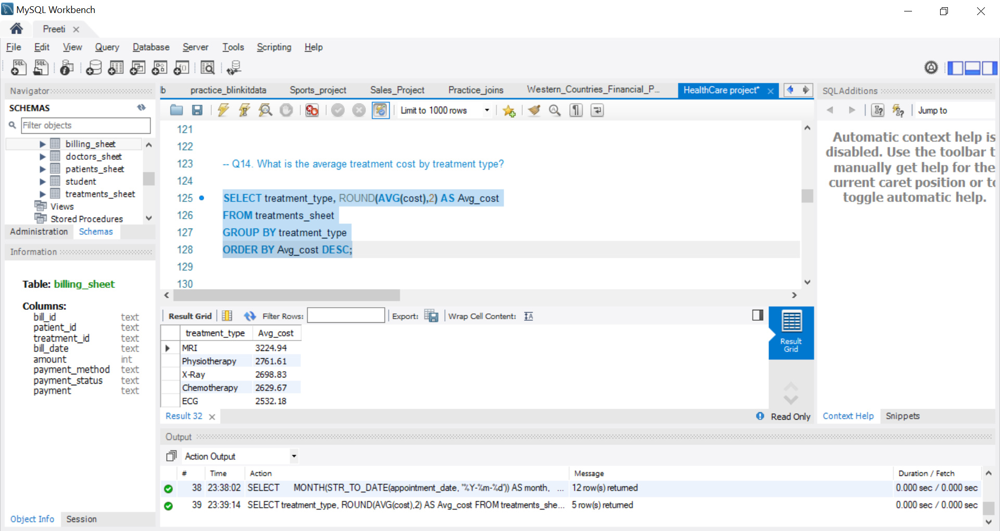 MySQL Workbench
Preeti
File Edit View Query Database Server Tools Scripting Help
Navigator
SCHEMAS
Filter objects
billing_sheet
doctors_sheet
patients_sheet
student
treatments_sheet
Views
Stored Procedures
Administration Schemas
Information
Table: billing_sheet
Columns:
bill_id text
patient_id text
treatment_id text
bill_date text
amount int
payment_method text
payment_status text
payment text
Object Info Session
lb practice_blinkitdata Sports_project Sales_Project Practice_joins Western_Countries_Financial_P... HealthCare project*
Limit to 1000 rows
121
122
123 -- Q14. What is the average treatment cost by treatment type?
124
125 SELECT treatment_type, ROUND(AVG(cost),2) AS Avg_cost
126 FROM treatments_sheet
127 GROUP BY treatment_type
128 ORDER BY Avg_cost DESC;
129
130
Result Grid Filter Rows: Export: Wrap Cell Content:
treatment_type Avg_cost
MRI 3224.94
Physiotherapy 2761.61
X-Ray 2698.83
Chemotherapy 2629.67
ECG 2532.18
Result
Grid
Result 32
Read Only
SQLAdditions
Jump to
Automatic context help is
disabled. Use the toolbar t
manually get help for the
current caret position or to
toggle automatic help.
Context Help Snippets
Output
Action Output
# Time Action Message Duration / Fetch
38 23:38:02 SELECT MONTH(STR_TO_DATE(appointment_date, '%Y-%m-%d')) AS month, ... 12 row(s) returned 0.000 sec / 0.000 sec
39 23:39:14 SELECT treatment_type, ROUND(AVG(cost),2) AS Avg_cost FROM treatments_she... 5 row(s) returned 0.000 sec / 0.000 sec